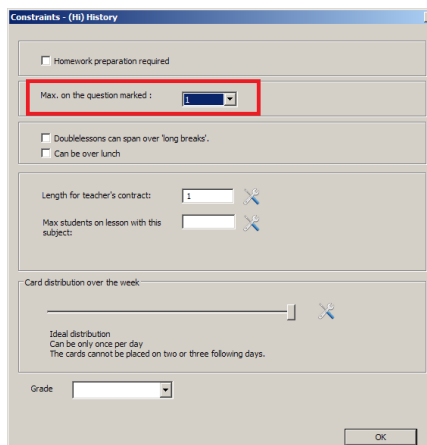 Constraints - (Hi) History
Homework preparation required
Max. on the question marked :
1
Doublelessons can span over 'long breaks'.
Can be over lunch
Length for teacher's contract:
1
Max students on lesson with this
subject:
Card distribution over the week
Ideal distribution
Can be only once per day
The cards cannot be placed on two or three following days.
Grade
OK